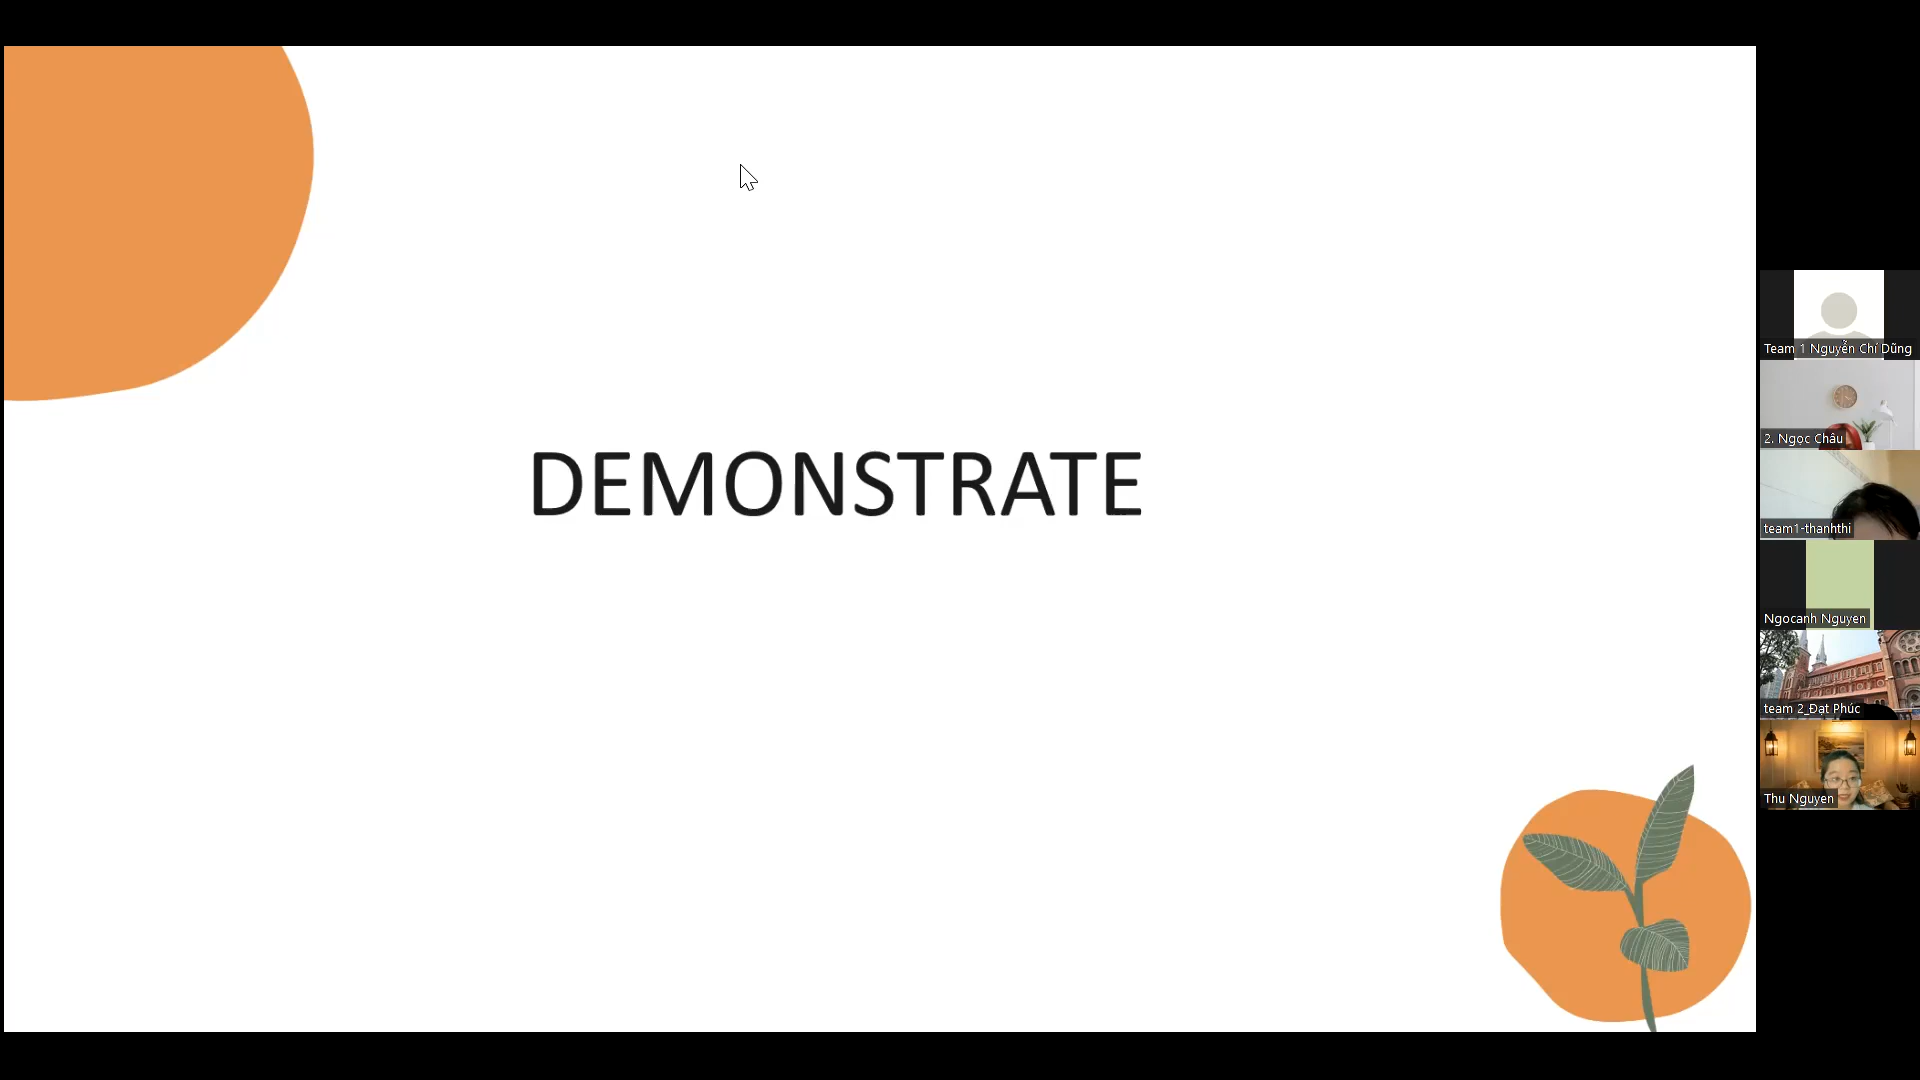 DEMONSTRATE
Team 1 Nguyễn Chí Dũng
2. Ngọc Châu
team1-thanhthi
Ngocanh Nguyen
team 2_Đạt Phúc
Thu Nguyen